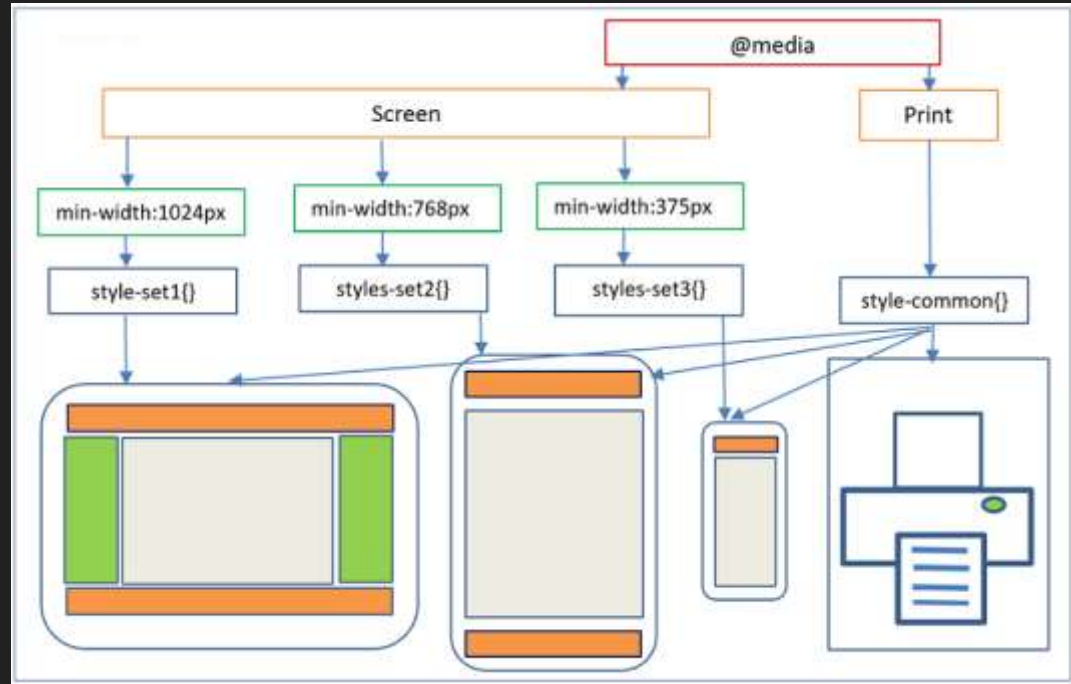 @media
Screen
Print
min-width:1024px
min-width:768px
min-width:375px
style-set1{}
styles-set2{}
styles-set3{}
style-common{}